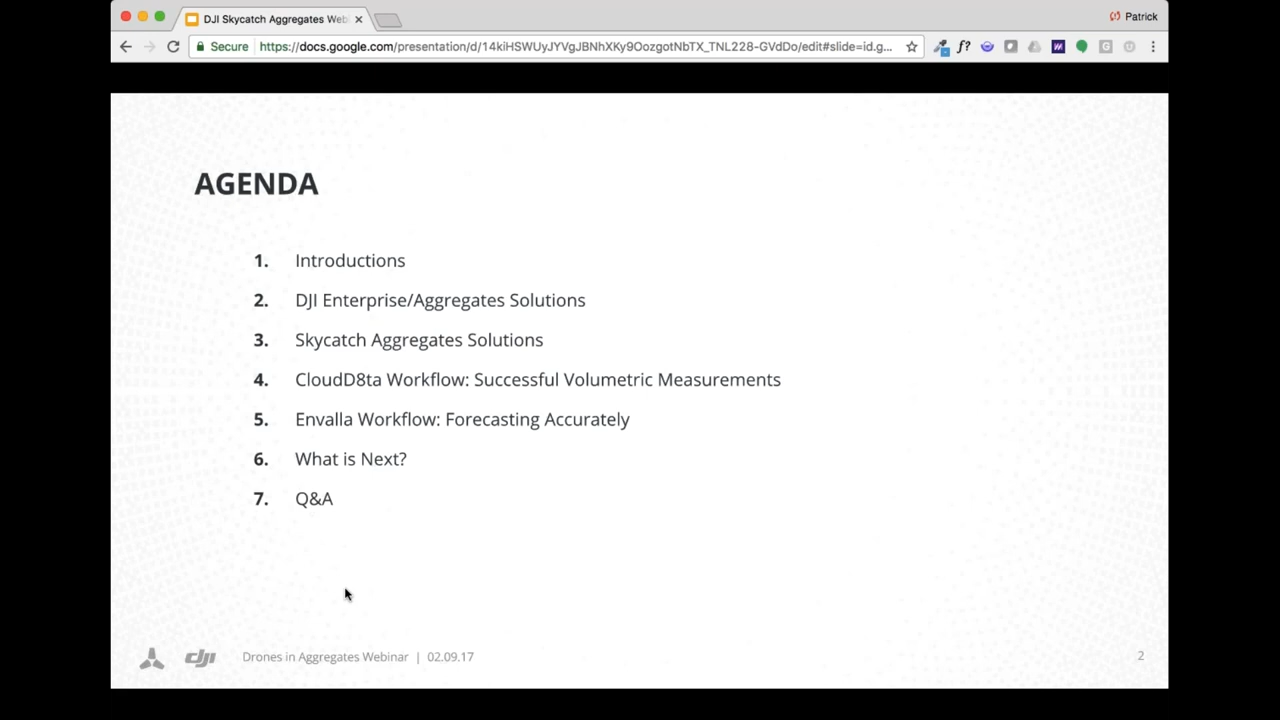 DJI Skycatch Aggregates Web
Patrick
Secure https://docs.google.com/presentation/d/14kiHSWUyJYVgJBNhXKy9OozgotNbTX_TNL228-GVdDo/edit#slide=id.g...
AGENDA
1. Introductions
2. DJI Enterprise/Aggregates Solutions
3. Skycatch Aggregates Solutions
4. CloudD8ta Workflow: Successful Volumetric Measurements
5. Envalla Workflow: Forecasting Accurately
6. What is Next?
7. Q&A
dji Drones in Aggregates Webinar | 02.09.17
2